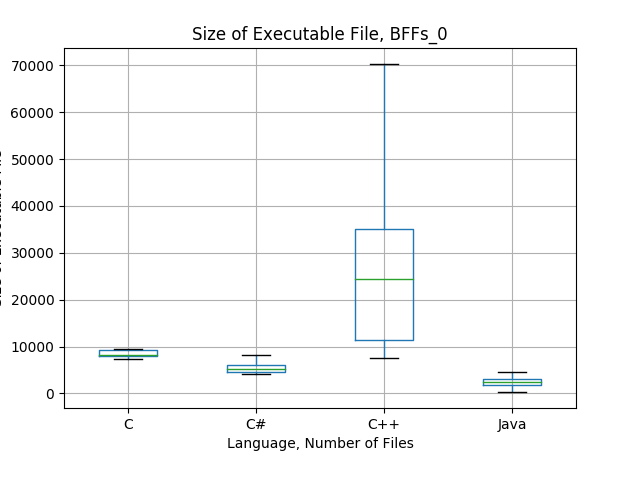 Size of Executable File, BFFs_0
70000
60000
50000
40000
30000
20000
10000
0
C
C#
C++
Java
Language, Number of Files